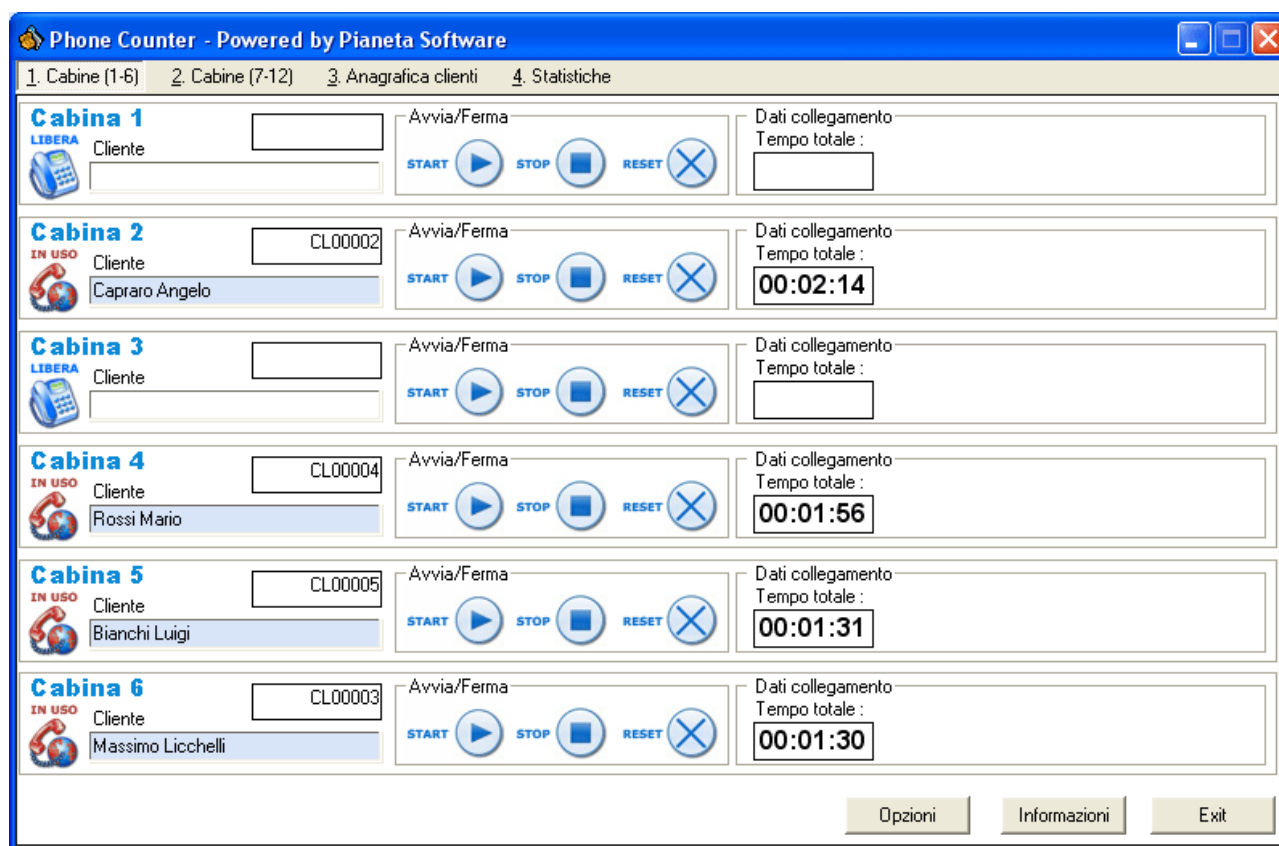 Phone Counter - Powered by Pianeta Software
1. Cabine (1-6) 2. Cabine (7-12) 3. Anagrafica clienti 4. Statistiche
Cabina 1
LIBERA
Cliente
Avvia/Ferma
START STOP RESET
Dati collegamento
Tempo totale :
Cabina 2
IN USO
Cliente
CL00002
Capraro Angelo
Avvia/Ferma
START STOP RESET
Dati collegamento
Tempo totale :
00:02:14
Cabina 3
LIBERA
Cliente
Avvia/Ferma
START STOP RESET
Dati collegamento
Tempo totale :
Cabina 4
IN USO
Cliente
CL00004
Rossi Mario
Avvia/Ferma
START STOP RESET
Dati collegamento
Tempo totale :
00:01:56
Cabina 5
IN USO
Cliente
CL00005
Bianchi Luigi
Avvia/Ferma
START STOP RESET
Dati collegamento
Tempo totale :
00:01:31
Cabina 6
IN USO
Cliente
CL00003
Massimo Licchelli
Avvia/Ferma
START STOP RESET
Dati collegamento
Tempo totale :
00:01:30
Opzioni Informazioni Exit